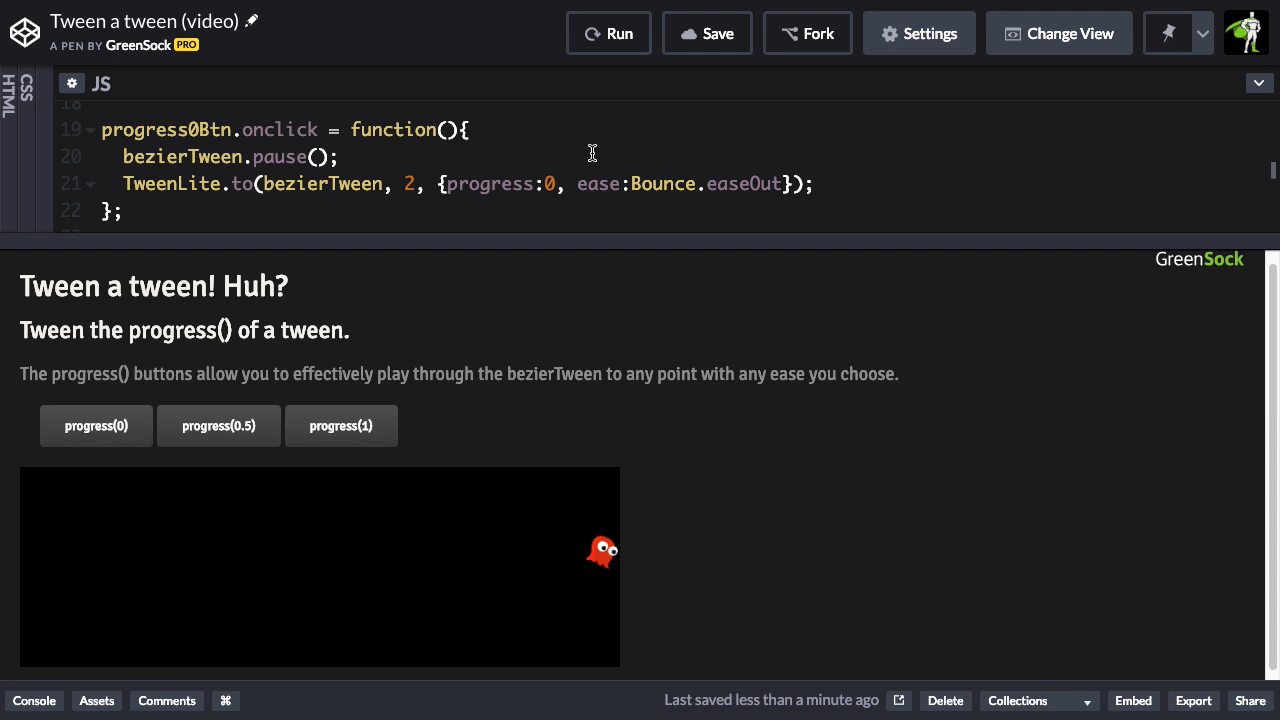 Tween a tween (video)
A PEN BY GreenSock PRO
Run
Save
Fork
Settings
Change View
HTML
CSS
JS
18
19 progress0Btn.onclick = function(){
20 bezierTween.pause();
21 TweenLite.to(bezierTween, 2, {progress:0, ease:Bounce.easeOut});
22 };
GreenSock
Tween a tween! Huh?
Tween the progress() of a tween.
The progress() buttons allow you to effectively play through the bezierTween to any point with any ease you choose.
progress(0) progress(0.5) progress(1)
Console Assets Comments ⌘ Last saved less than a minute ago Delete Collections Embed Export Share